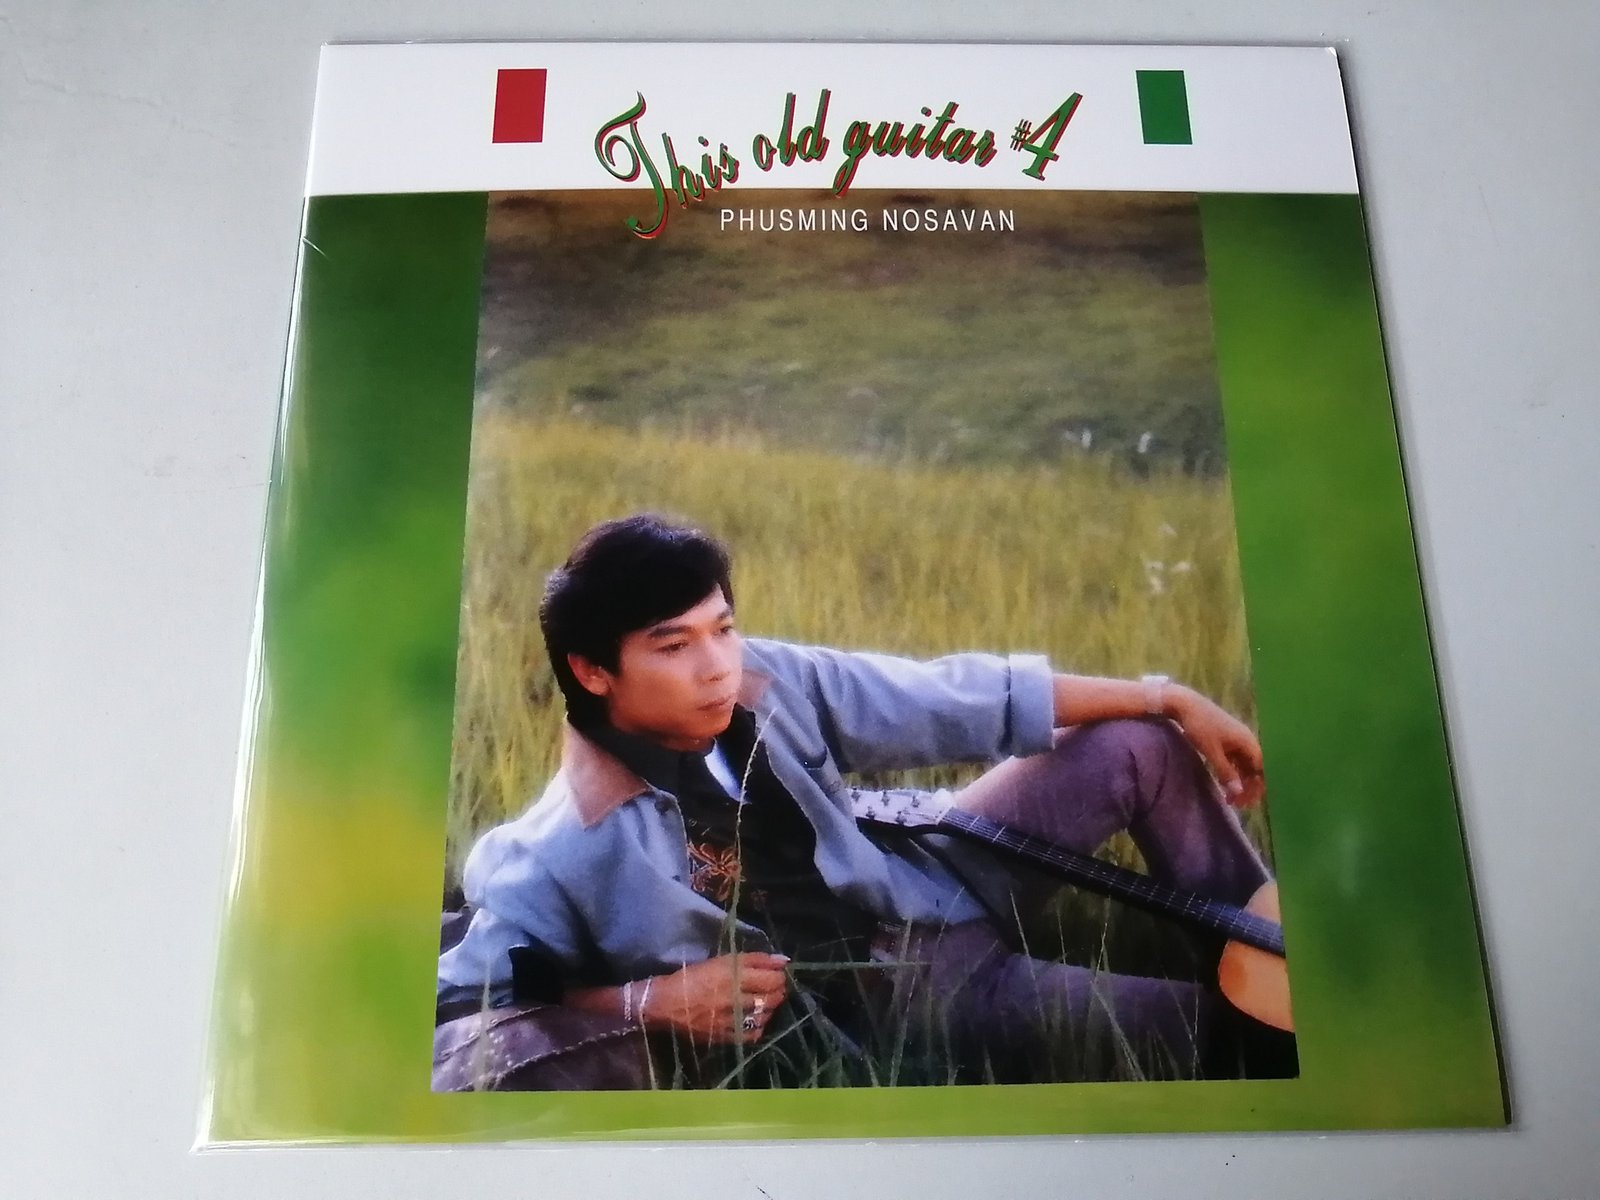 This old guitar #4
PHUSMING NOSAVAN